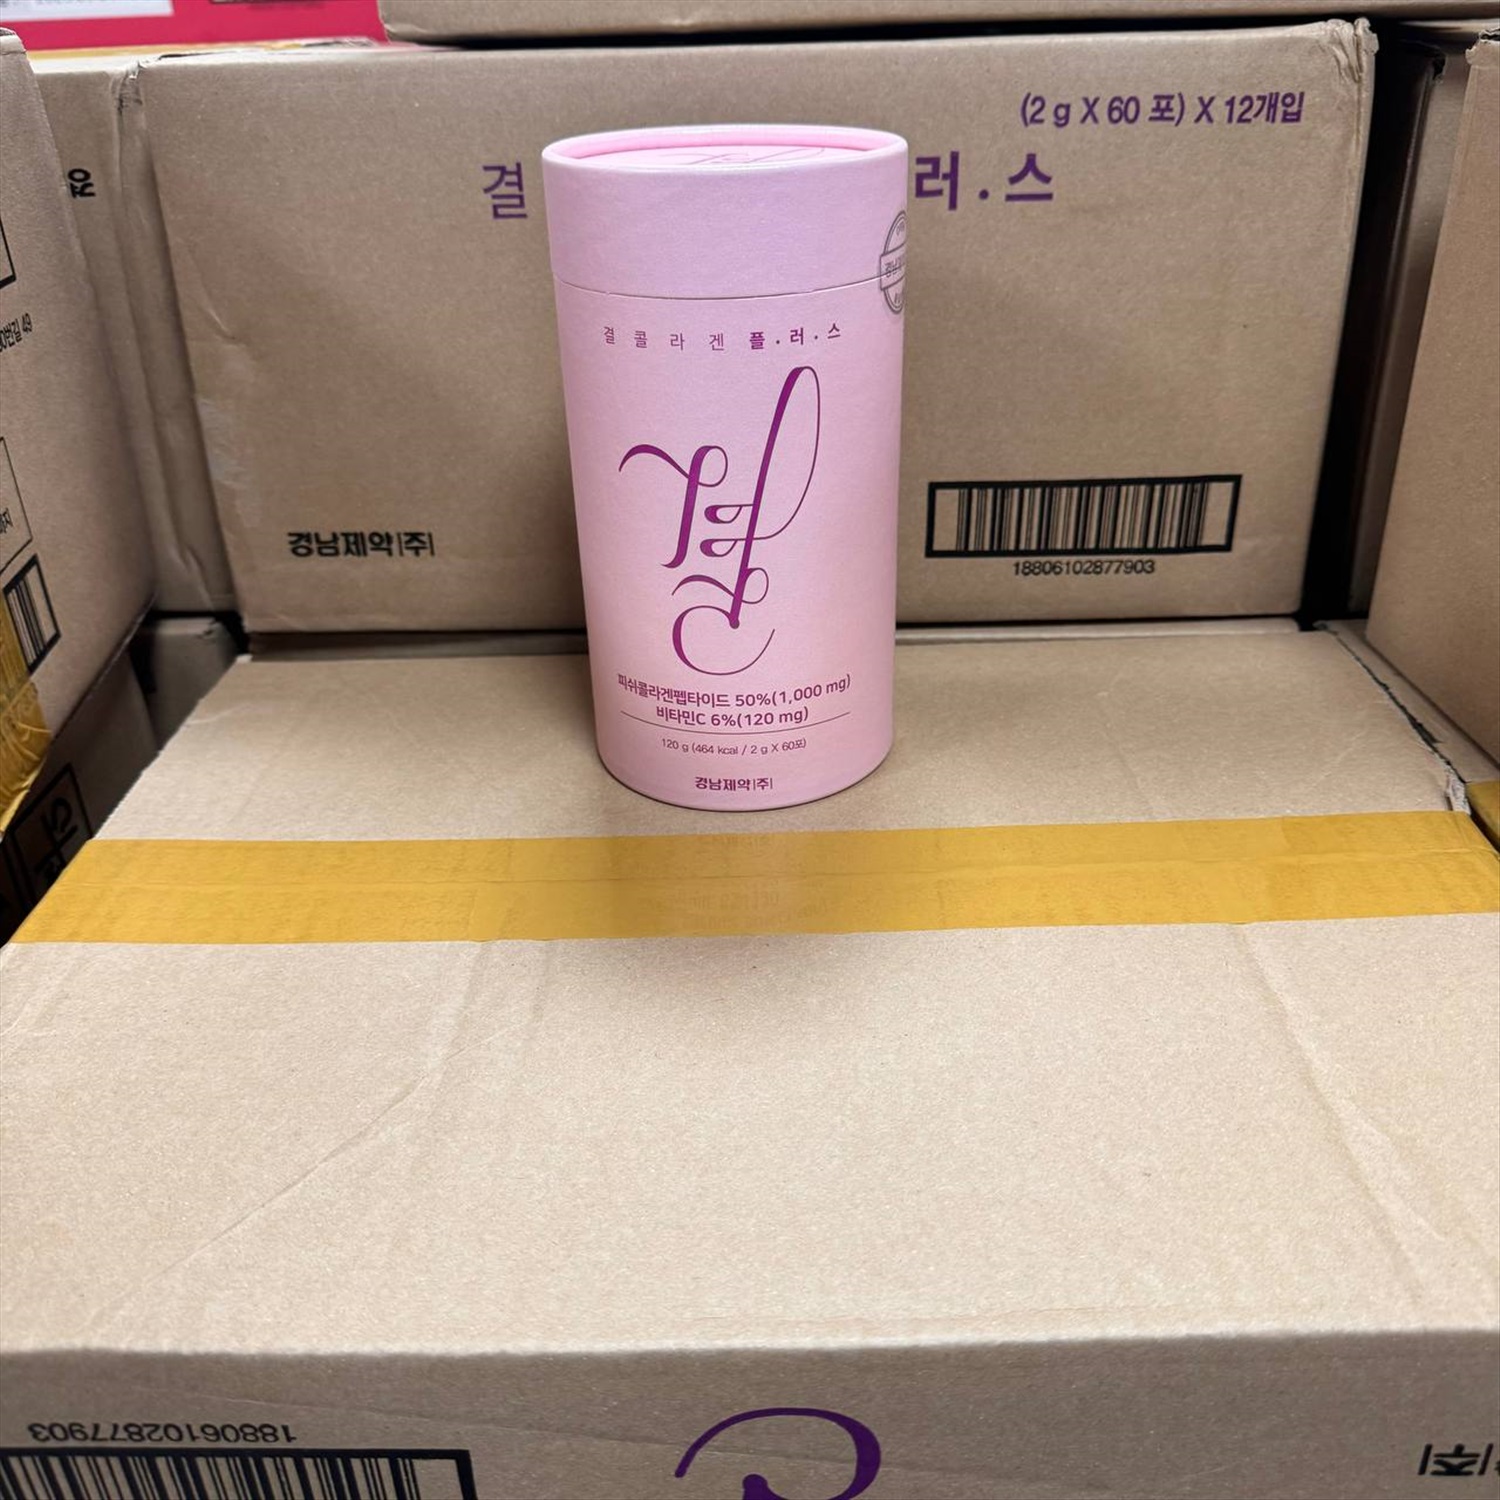 (2 g X 60 포) X 12개입
결
러·스
경남제약|주|
18806102877903
결콜라겐플·러·스
결
피쉬콜라겐펩타이드 50%(1,000 mg)
비타민C 6%(120 mg)
120 g (464 kcal / 2 g X 60포)
경남제약|주|
18806102877903